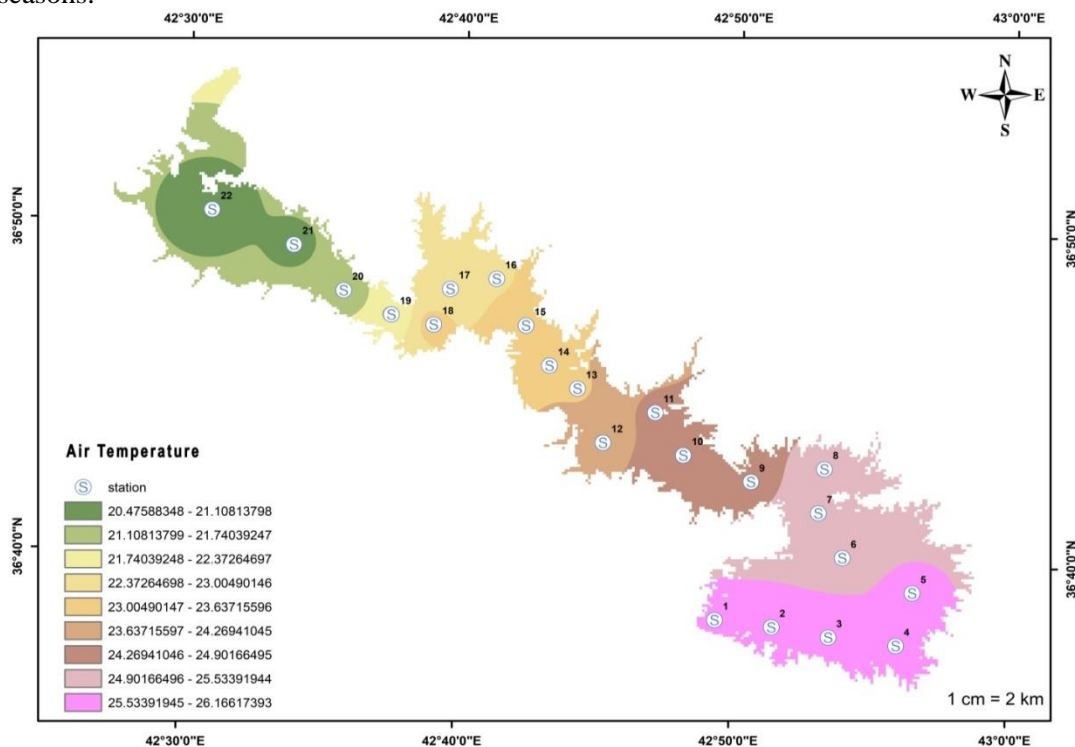 seasons.
42°30'0"E 42°40'0"E 42°50'0"E 43°0'0"E
N
W E
S
36°50'0"N 36°50'0"N
36°40'0"N 36°40'0"N
22
21
20
19
18
17
16
15
14
13
12
11
10
9
8
7
6
5
1
2
3
4
Air Temperature
S station
20.47588348 - 21.10813798
21.10813799 - 21.74039247
21.74039248 - 22.37264697
22.37264698 - 23.00490146
23.00490147 - 23.63715596
23.63715597 - 24.26941045
24.26941046 - 24.90166495
24.90166496 - 25.53391944
25.53391945 - 26.16617393
1 cm = 2 km
42°30'0"E 42°40'0"E 42°50'0"E 43°0'0"E